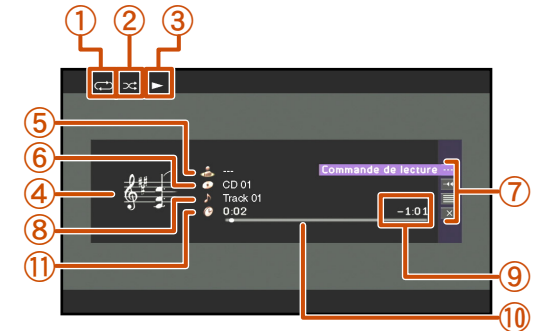 ① ② ③
⑤ --- Commande de lecture ...
⑥ CD 01
④ ⑦
⑧ Track 01
⑪ 0:02 −1:01
⑨
⑩